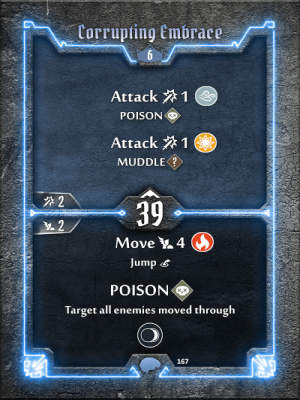 Corrupting Embrace
6
Attack 1
POISON
Attack 1
MUDDLE ?
2
39
2
Move 4
Jump
POISON
Target all enemies moved through
167